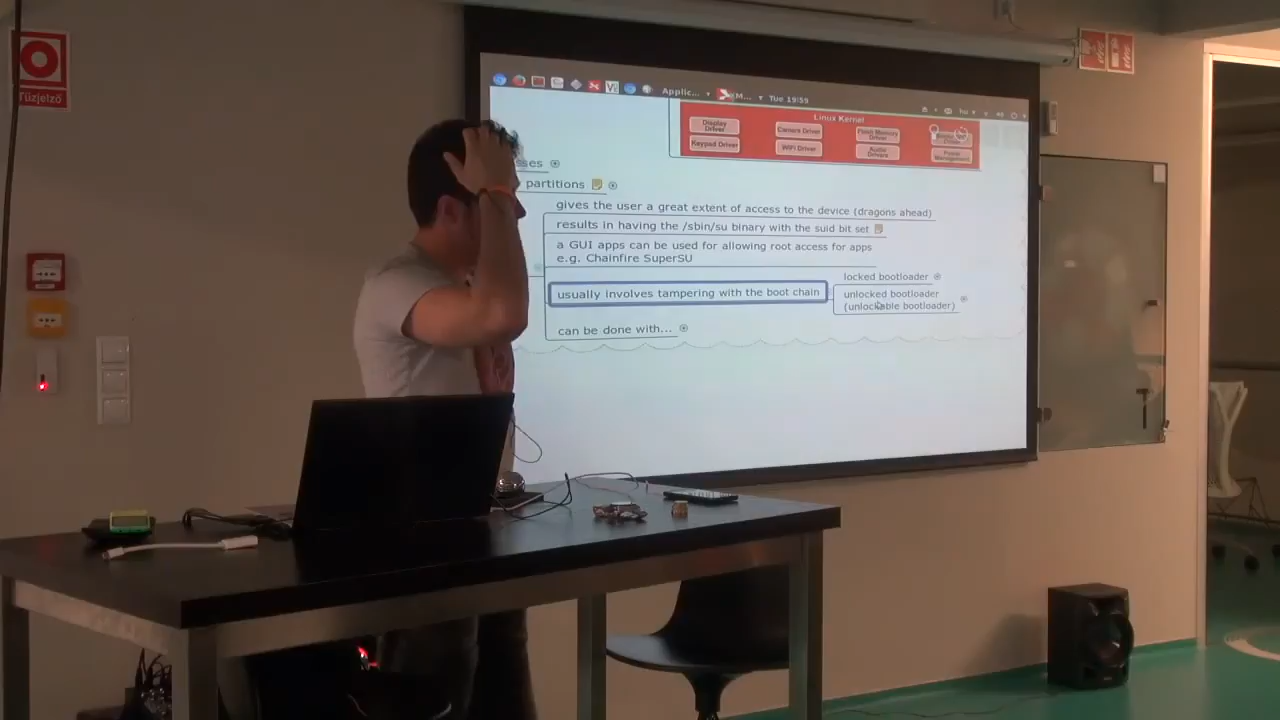 Tűzjelző
Applic...
M...
Tue 19:59
hu
Linux Kernel
Display Driver
Camera Driver
Flash Memory Driver
Keypad Driver
WiFi Driver
Audio Drivers
Power Management
ses
partitions
gives the user a great extent of access to the device (dragons ahead)
results in having the /sbin/su binary with the suid bit set
a GUI apps can be used for allowing root access for apps
e.g. Chainfire SuperSU
locked bootloader
usually involves tampering with the boot chain
unlocked bootloader
(unlockable bootloader)
can be done with...